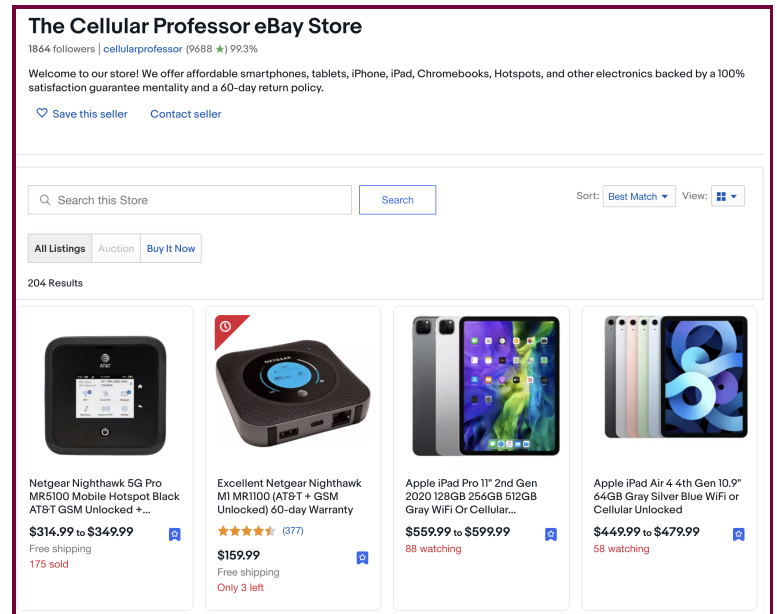 The Cellular Professor eBay Store
1864 followers | cellularprofessor (9688 ★) 99.3%
Welcome to our store! We offer affordable smartphones, tablets, iPhone, iPad, Chromebooks, Hotspots, and other electronics backed by a 100%
satisfaction guarantee mentality and a 60-day return policy.
Save this seller Contact seller
Search this Store Search Sort: Best Match View:
All Listings Auction Buy It Now
204 Results
AT&T
NETGEAR
Netgear Nighthawk 5G Pro
MR5100 Mobile Hotspot Black
AT&T GSM Unlocked +...
$314.99 to $349.99
Free shipping
175 sold
Excellent Netgear Nighthawk
M1 MR1100 (AT&T + GSM
Unlocked) 60-day Warranty
(377)
$159.99
Free shipping
Only 3 left
Apple iPad Pro 11" 2nd Gen
2020 128GB 256GB 512GB
Gray WiFi Or Cellular...
$559.99 to $599.99
88 watching
Apple iPad Air 4 4th Gen 10.9"
64GB Gray Silver Blue WiFi or
Cellular Unlocked
$449.99 to $479.99
58 watching